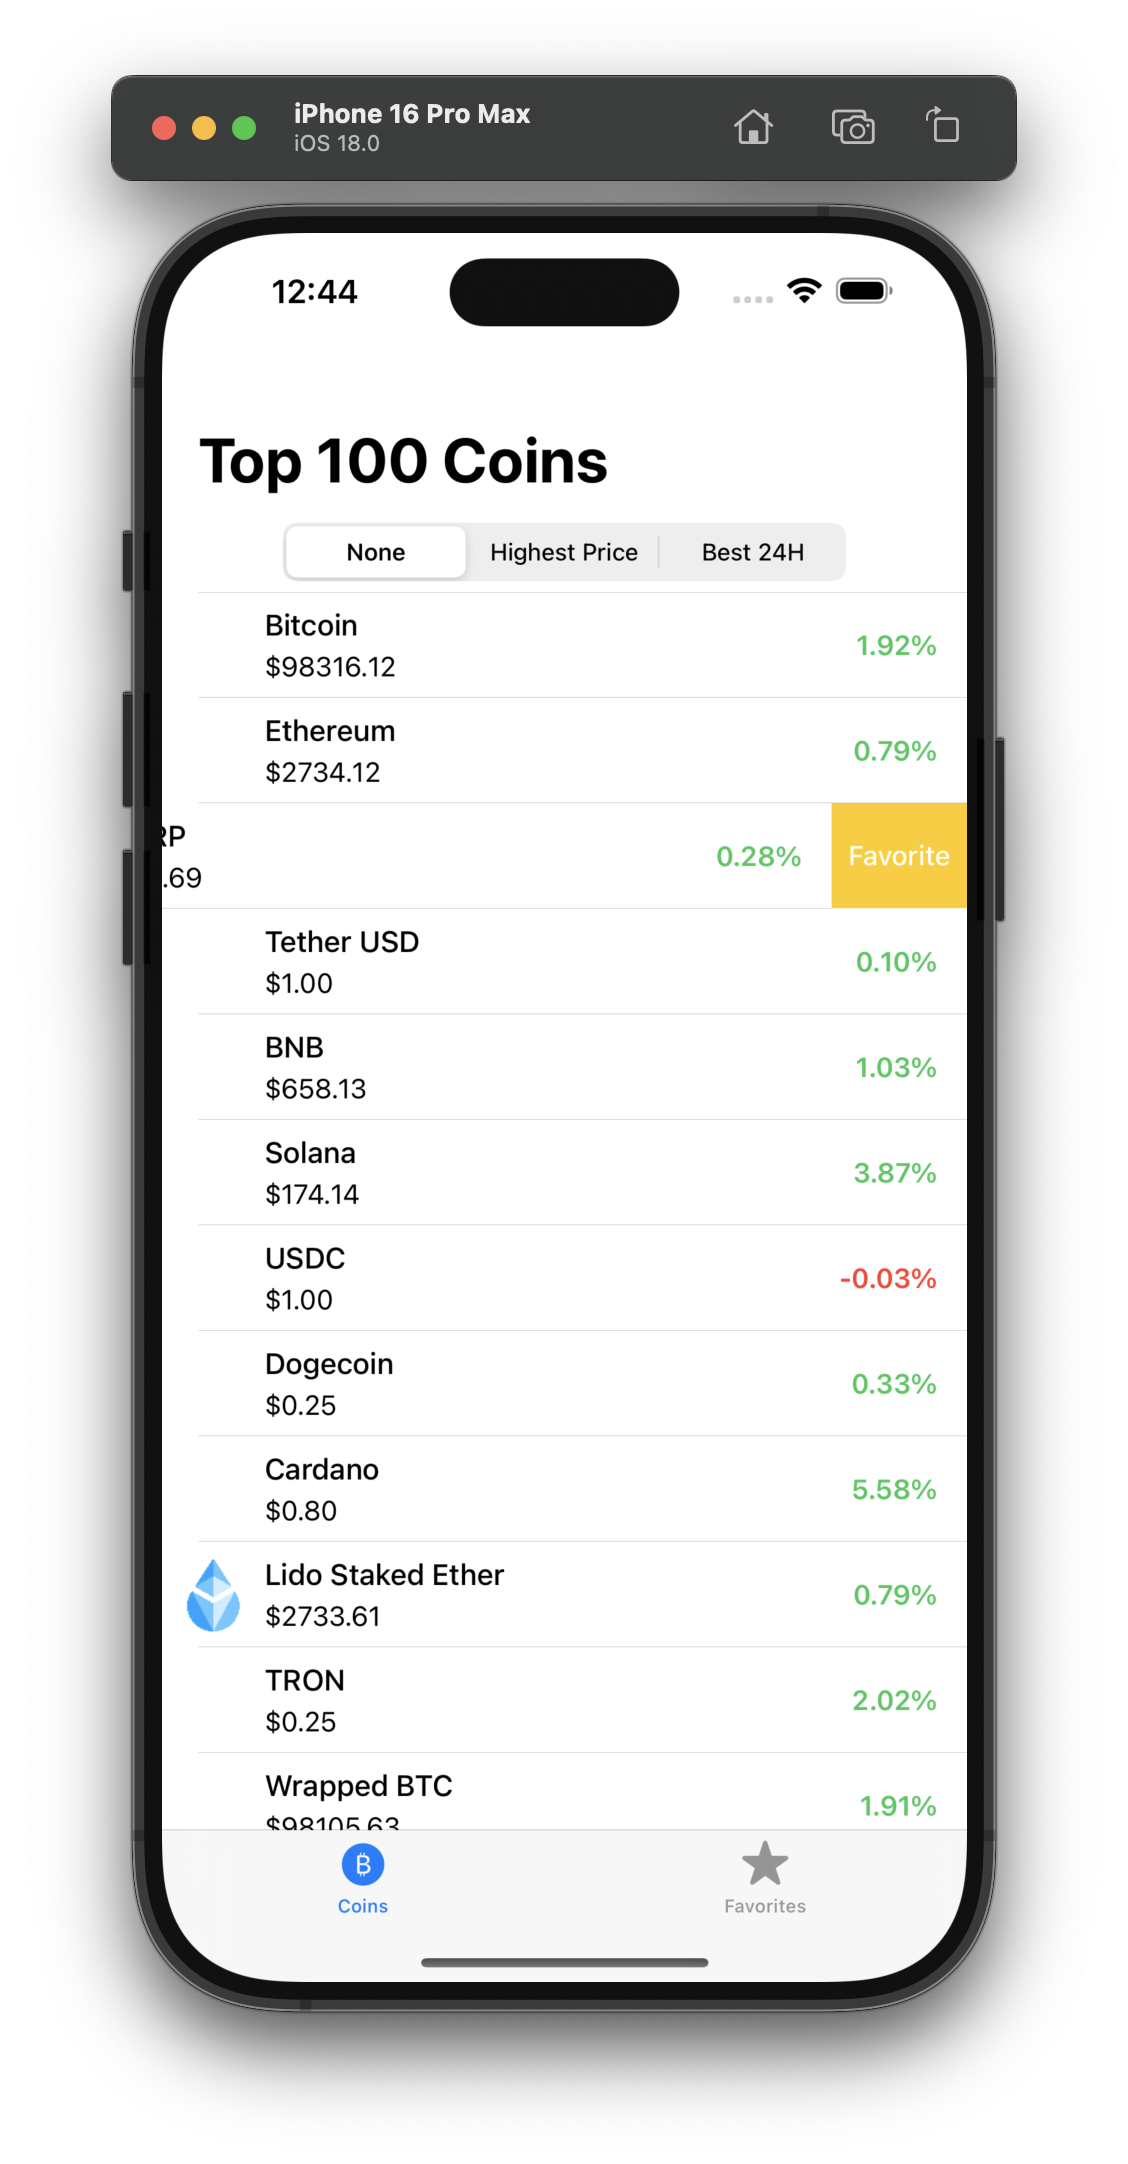 iPhone 16 Pro Max
iOS 18.0
12:44
Top 100 Coins
None Highest Price Best 24H
Bitcoin
$98316.12
1.92%
Ethereum
$2734.12
0.79%
RP
.69
0.28%
Favorite
Tether USD
$1.00
0.10%
BNB
$658.13
1.03%
Solana
$174.14
3.87%
USDC
$1.00
-0.03%
Dogecoin
$0.25
0.33%
Cardano
$0.80
5.58%
Lido Staked Ether
$2733.61
0.79%
TRON
$0.25
2.02%
Wrapped BTC
$98105.63
1.91%
Coins Favorites